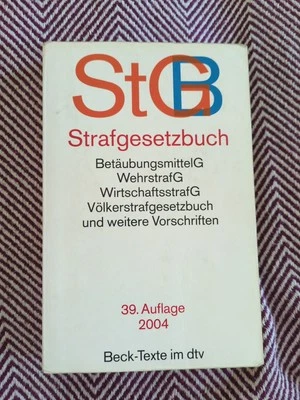 StGB
Strafgesetzbuch
BetäubungsmittelG
WehrstrafG
WirtschaftsstrafG
Völkerstrafgesetzbuch
und weitere Vorschriften
39. Auflage
2004
Beck-Texte im dtv